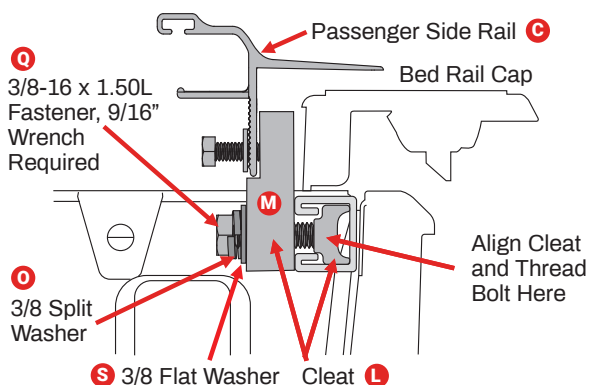 Passenger Side Rail C
Q
3/8-16 x 1.50L
Fastener, 9/16”
Wrench
Required
Bed Rail Cap
M
Align Cleat
and Thread
Bolt Here
O
3/8 Split
Washer
S 3/8 Flat Washer
Cleat L